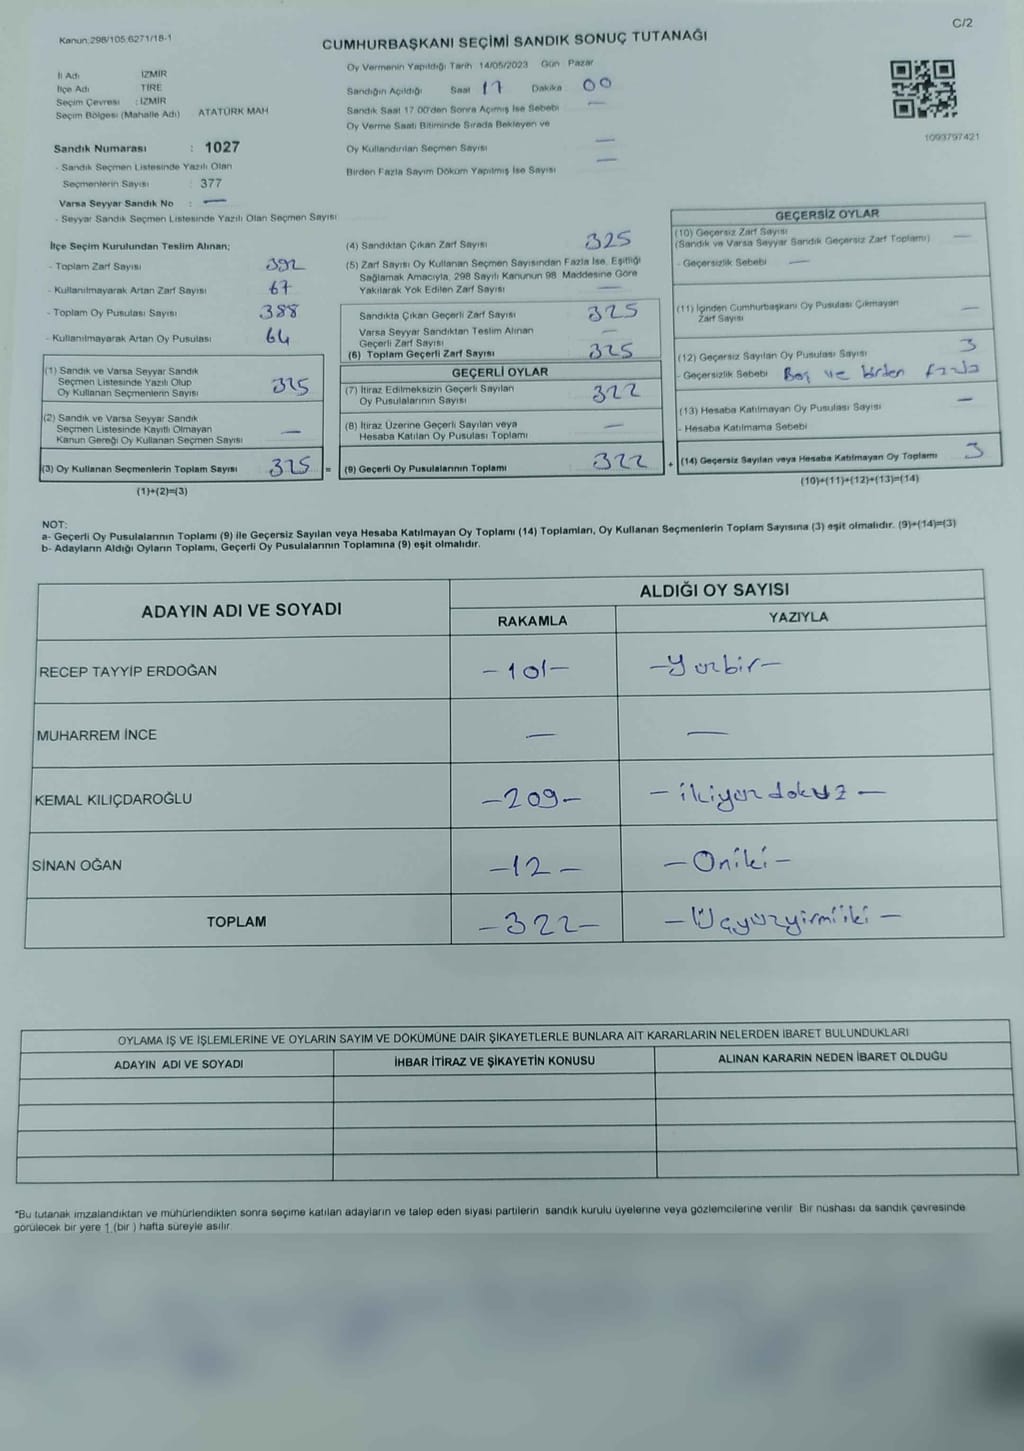 C/2
Kanun:298/105 6271/18-1
CUMHURBAŞKANI SEÇİMİ SANDIK SONUÇ TUTANAĞI
İl Adı İZMİR
İlçe Adı TİRE
Seçim Çevresi : İZMİR
Seçim Bölgesi (Mahalle Adı) ATATÜRK MAH
Sandık Numarası : 1027
- Sandık Seçmen Listesinde Yazılı Olan
Seçmenlerin Sayısı : 377
Varsa Seyyar Sandık No : —
- Seyyar Sandık Seçmen Listesinde Yazılı Olan Seçmen Sayısı
Oy Vermenin Yapıldığı Tarih 14/05/2023 Gün Pazar
Sandığın Açıldığı Saat 17 Dakika 00
Sandık Saat 17 00'den Sonra Açılmış İse Sebebi —
Oy Verme Saati Bitiminde Sırada Bekleyen ve
Oy Kullandırılan Seçmen Sayısı —
Birden Fazla Sayım Döküm Yapılmış İse Sayısı —
1093797421
İlçe Seçim Kurulundan Teslim Alınan;
- Toplam Zarf Sayısı 392
- Kullanılmayarak Artan Zarf Sayısı 67
- Toplam Oy Pusulası Sayısı 388
- Kullanılmayarak Artan Oy Pusulası
(1) Sandık ve Varsa Seyyar Sandık
Seçmen Listesinde Yazılı Olup
Oy Kullanan Seçmenlerin Sayısı 325
(2) Sandık ve Varsa Seyyar Sandık
Seçmen Listesinde Kayıtlı Olmayan
Kanun Gereği Oy Kullanan Seçmen Sayısı —
(3) Oy Kullanan Seçmenlerin Toplam Sayısı 325 =
(1)+(2)=(3)
(4) Sandıktan Çıkan Zarf Sayısı 325
(5) Zarf Sayısı Oy Kullanan Seçmen Sayısından Fazla İse, Eşitliği
Sağlamak Amacıyla, 298 Sayılı Kanunun 98. Maddesine Göre
Yakılarak Yok Edilen Zarf Sayısı —
Sandıkta Çıkan Geçerli Zarf Sayısı 325
Varsa Seyyar Sandıktan Teslim Alınan
Geçerli Zarf Sayısı —
(6) Toplam Geçerli Zarf Sayısı 325
GEÇERLİ OYLAR
(7) İtiraz Edilmeksizin Geçerli Sayılan
Oy Pusulalarının Sayısı 322
(8) İtiraz Üzerine Geçerli Sayılan veya
Hesaba Katılan Oy Pusulası Toplamı —
(9) Geçerli Oy Pusulalarının Toplamı 322 +
GEÇERSİZ OYLAR
(10) Geçersiz Zarf Sayısı
(Sandık ve Varsa Seyyar Sandık Geçersiz Zarf Toplamı) —
- Geçersizlik Sebebi —
(11) İçinden Cumhurbaşkanı Oy Pusulası Çıkmayan
Zarf Sayısı —
(12) Geçersiz Sayılan Oy Pusulası Sayısı 3
- Geçersizlik Sebebi Boş ve birden fazla
(13) Hesaba Katılmayan Oy Pusulası Sayısı —
- Hesaba Katılmama Sebebi
(14) Geçersiz Sayılan veya Hesaba Katılmayan Oy Toplamı 3
(10)+(11)+(12)+(13)=(14)
NOT:
a- Geçerli Oy Pusulalarının Toplamı (9) ile Geçersiz Sayılan veya Hesaba Katılmayan Oy Toplamı (14) Toplamları, Oy Kullanan Seçmenlerin Toplam Sayısına (3) eşit olmalıdır. (9)+(14)=(3)
b- Adayların Aldığı Oyların Toplamı, Geçerli Oy Pusulalarının Toplamına (9) eşit olmalıdır.
ADAYIN ADI VE SOYADI ALDIĞI OY SAYISI
RAKAMLA YAZIYLA
RECEP TAYYİP ERDOĞAN -101- -Yüzbir-
MUHARREM İNCE — —
KEMAL KILIÇDAROĞLU -209- -ikiyüzdokuz-
SİNAN OĞAN -12- -Oniki-
TOPLAM -322- -Üçyüzyirmiiki-
OYLAMA İŞ VE İŞLEMLERİNE VE OYLARIN SAYIM VE DÖKÜMÜNE DAİR ŞİKAYETLERLE BUNLARA AİT KARARLARIN NELERDEN İBARET BULUNDUKLARI
ADAYIN ADI VE SOYADI İHBAR İTİRAZ VE ŞİKAYETİN KONUSU ALINAN KARARIN NEDEN İBARET OLDUĞU
"Bu tutanak imzalandıktan ve mühürlendikten sonra seçime katılan adayların ve talep eden siyasi partilerin sandık kurulu üyelerine veya gözlemcilerine verilir. Bir nüshası da sandık çevresinde
görülecek bir yere 1 (bir ) hafta süreyle asılır.